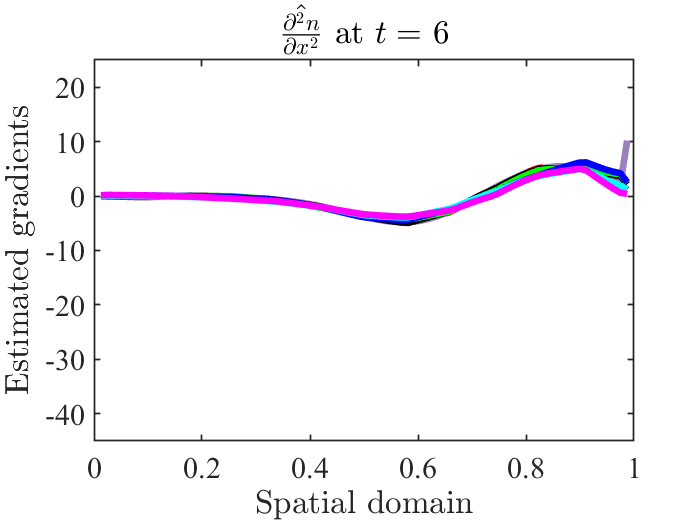 ∂²n̂/∂x² at t = 6
Estimated gradients
20
10
0
-10
-20
-30
-40
0 0.2 0.4 0.6 0.8 1
Spatial domain